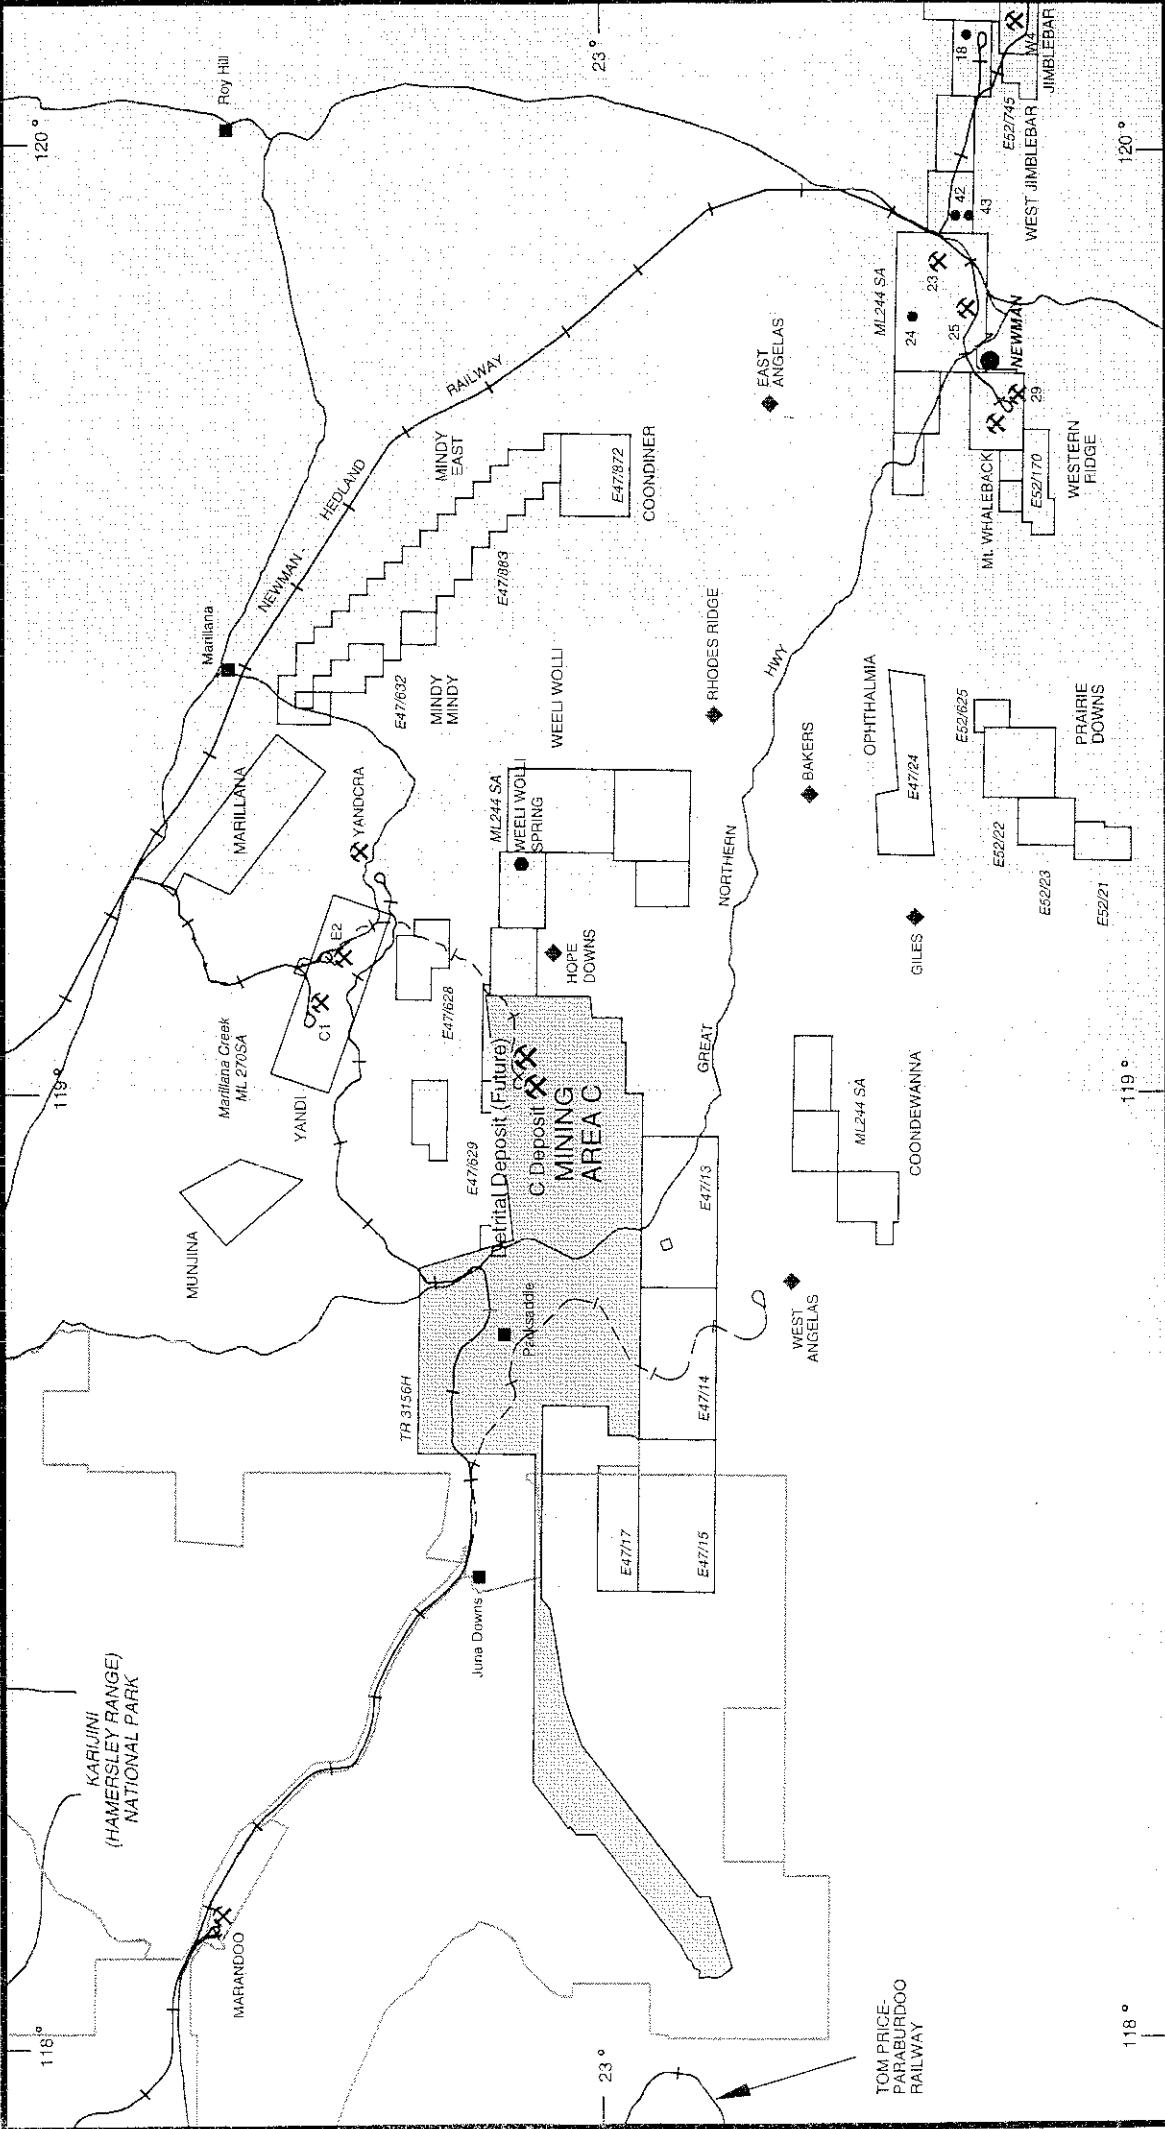 118°
119°
120°
KARIJINI
(HAMERSLEY RANGE)
NATIONAL PARK
Roy Hill
MUNJINA
Marillana Creek
ML 270SA
MARILLANA
Marillana
MARANDOO
YANDI
C1
E2
YANDCRA
NEWMAN
HEDLAND
RAILWAY
E47/632
MINDY
MINDY
MINDY
EAST
TR 3156H
E47/629
E47/628
E47/883
Juna Downs
Packsaddle
Detrital Deposit (Future)
C Deposit
MINING
AREA C
ML244 SA
WEELI WOLLI
SPRING
WEELI WOLLI
HOPE
DOWNS
E47/872
COONDINER
23°
23°
E47/17
E47/15
E47/14
E47/13
GREAT
NORTHERN
HWY
RHODES RIDGE
EAST
ANGELAS
WEST
ANGELAS
BAKERS
ML244 SA
COONDEWANNA
GILES
OPHTHALMIA
E47/24
ML244 SA
24
23
25
NEWMAN
42
43
18
W4
JIMBLEBAR
E52/745
WEST JIMBLEBAR
Mt. WHALEBACK
29
E52/170
WESTERN
RIDGE
E52/625
E52/22
E52/23
E52/21
PRAIRIE
DOWNS
TOM PRICE-
PARABURDOO
RAILWAY
118°
119°
120°